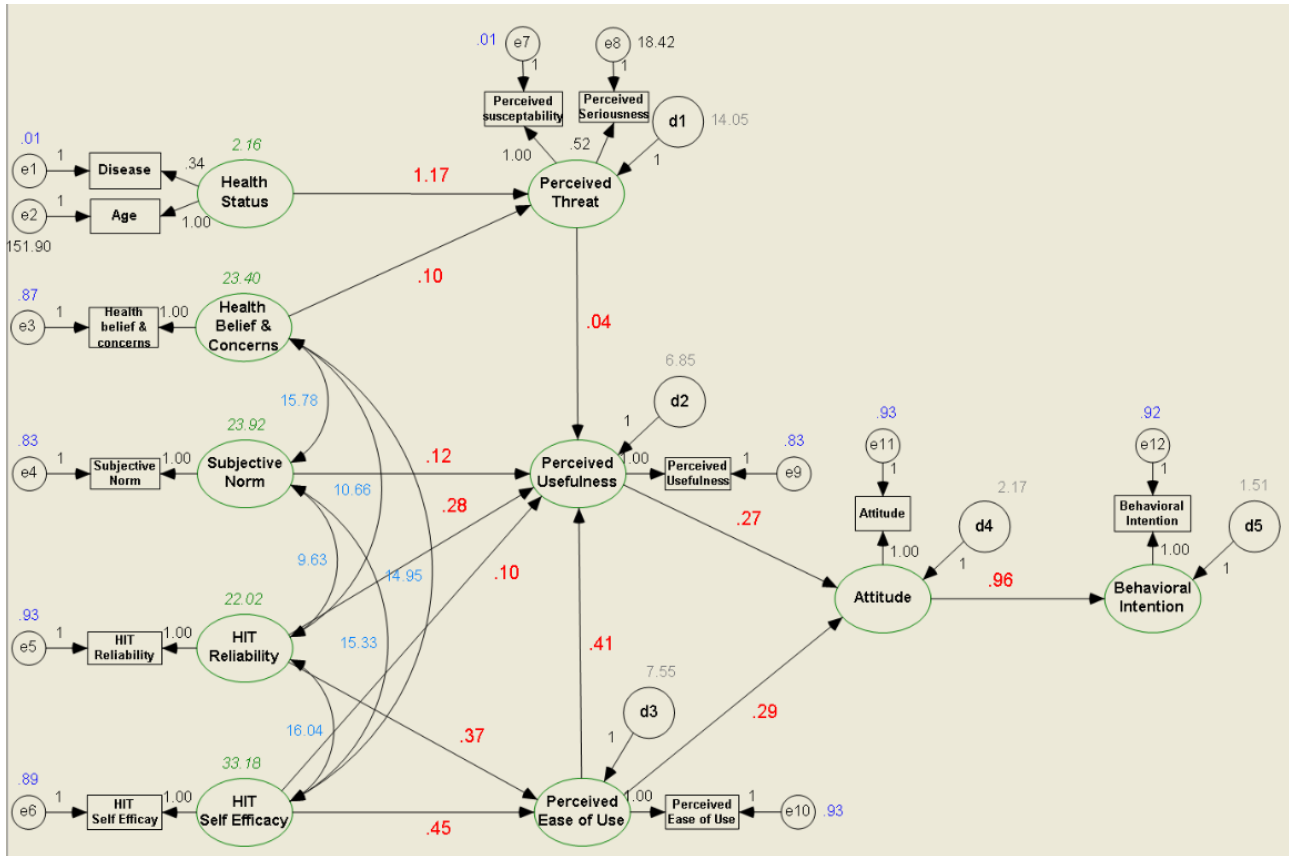 .01
e7
1
e8
18.42
1
Perceived
susceptability
Perceived
Seriousness
d1
14.05
1.00
.52
1
.01
e1
1
Disease
.34
2.16
Health
Status
1.17
Perceived
Threat
e2
1
Age
1.00
151.90
.10
.87
e3
1
Health
belief &
concerns
1.00
23.40
Health
Belief &
Concerns
.04
15.78
6.85
d2
1
.83
e4
1
Subjective
Norm
1.00
23.92
Subjective
Norm
.12
Perceived
Usefulness
1.00
Perceived
Usefulness
1
.83
e9
.93
e11
1
Attitude
1.00
2.17
d4
1
.92
e12
1
Behavioral
Intention
1.00
1.51
d5
1
10.66
.28
.27
9.63
14.95
.10
Attitude
.96
Behavioral
Intention
.93
e5
1
HIT
Reliability
1.00
22.02
HIT
Reliability
15.33
.41
7.55
d3
1
.29
16.04
.37
.89
e6
1
HIT
Self Efficay
1.00
33.18
HIT
Self Efficacy
.45
Perceived
Ease of Use
1.00
Perceived
Ease of Use
1
e10
.93